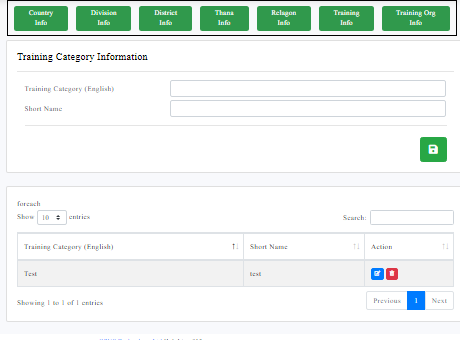 Country Info
Division Info
District Info
Thana Info
Relagon Info
Training Info
Training Org Info
Training Category Information
Training Category (English)
Short Name
foreach
Show 10 entries
Search:
Training Category (English) Short Name Action
Test test
Showing 1 to 1 of 1 entries
Previous 1 Next